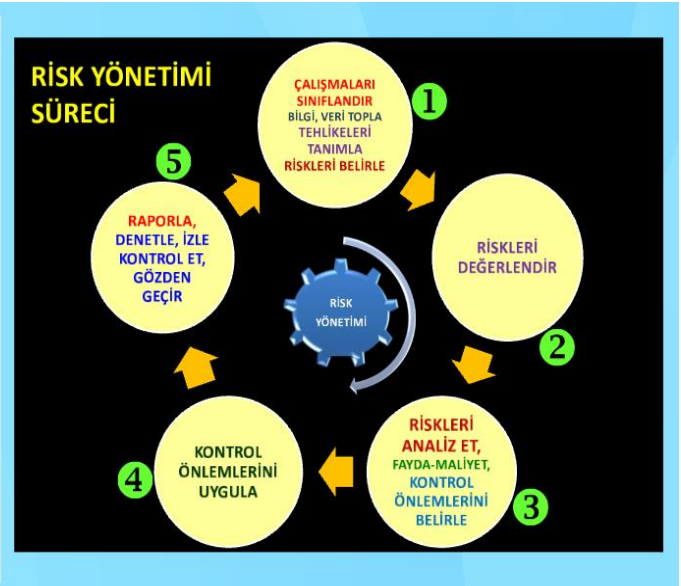 RİSK YÖNETİMİ
SÜRECİ
1
ÇALIŞMALARI
SINIFLANDIR
BİLGİ, VERİ TOPLA
TEHLİKELERİ
TANIMLA
RİSKLERİ BELİRLE
2
RİSKLERİ
DEĞERLENDİR
3
RİSKLERİ
ANALİZ ET,
FAYDA-MALİYET,
KONTROL
ÖNLEMLERİNİ
BELİRLE
4
KONTROL
ÖNLEMLERİNİ
UYGULA
5
RAPORLA,
DENETLE, İZLE
KONTROL ET,
GÖZDEN
GEÇİR
RİSK
YÖNETİMİ